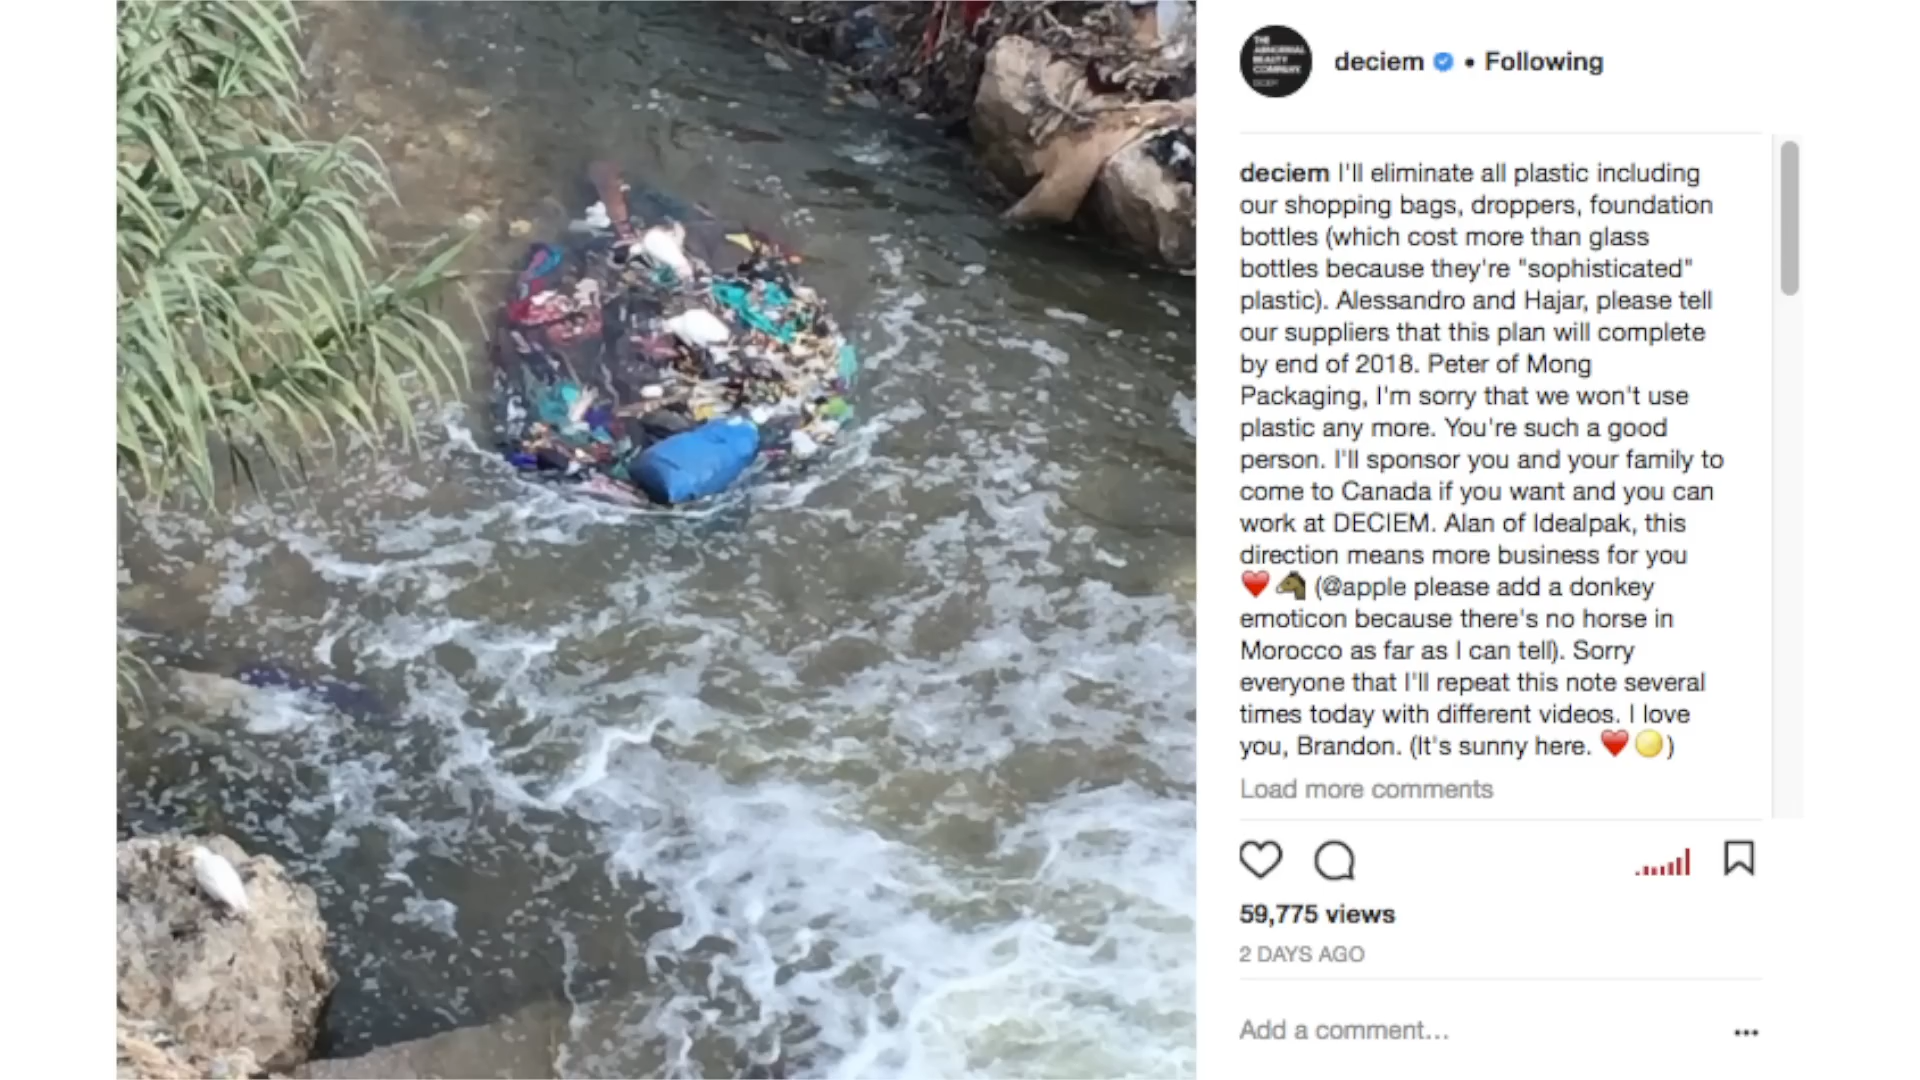 THE
ABNORMAL
BEAUTY
COMPANY
DECIEM
deciem • Following
deciem I'll eliminate all plastic including
our shopping bags, droppers, foundation
bottles (which cost more than glass
bottles because they're "sophisticated"
plastic). Alessandro and Hajar, please tell
our suppliers that this plan will complete
by end of 2018. Peter of Mong
Packaging, I'm sorry that we won't use
plastic any more. You're such a good
person. I'll sponsor you and your family to
come to Canada if you want and you can
work at DECIEM. Alan of Idealpak, this
direction means more business for you
❤️🐴 (@apple please add a donkey
emoticon because there's no horse in
Morocco as far as I can tell). Sorry
everyone that I'll repeat this note several
times today with different videos. I love
you, Brandon. (It's sunny here. ❤️🌕)
Load more comments
59,775 views
2 DAYS AGO
Add a comment...